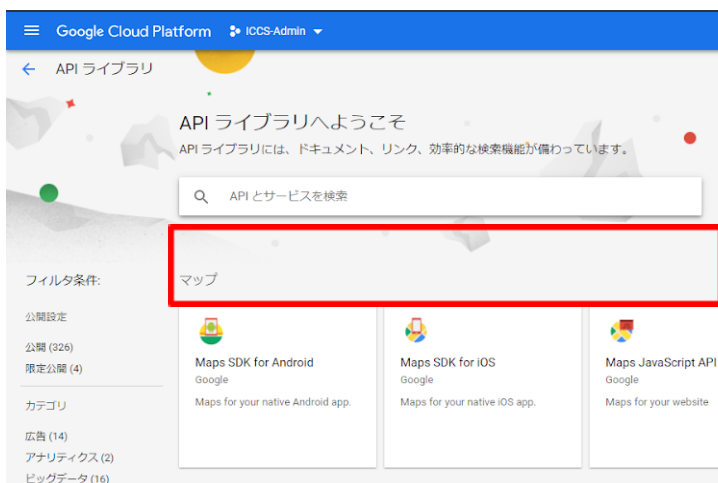 Google Cloud Platform ICCS-Admin
API ライブラリ
API ライブラリへようこそ
API ライブラリには、ドキュメント、リンク、効率的な検索機能が備わっています。
API とサービスを検索
フィルタ条件:
マップ
公開設定
公開 (326)
限定公開 (4)
カテゴリ
広告 (14)
アナリティクス (2)
ビッグデータ (16)
Maps SDK for Android
Google
Maps for your native Android app.
Maps SDK for iOS
Google
Maps for your native iOS app.
Maps JavaScript API
Google
Maps for your website